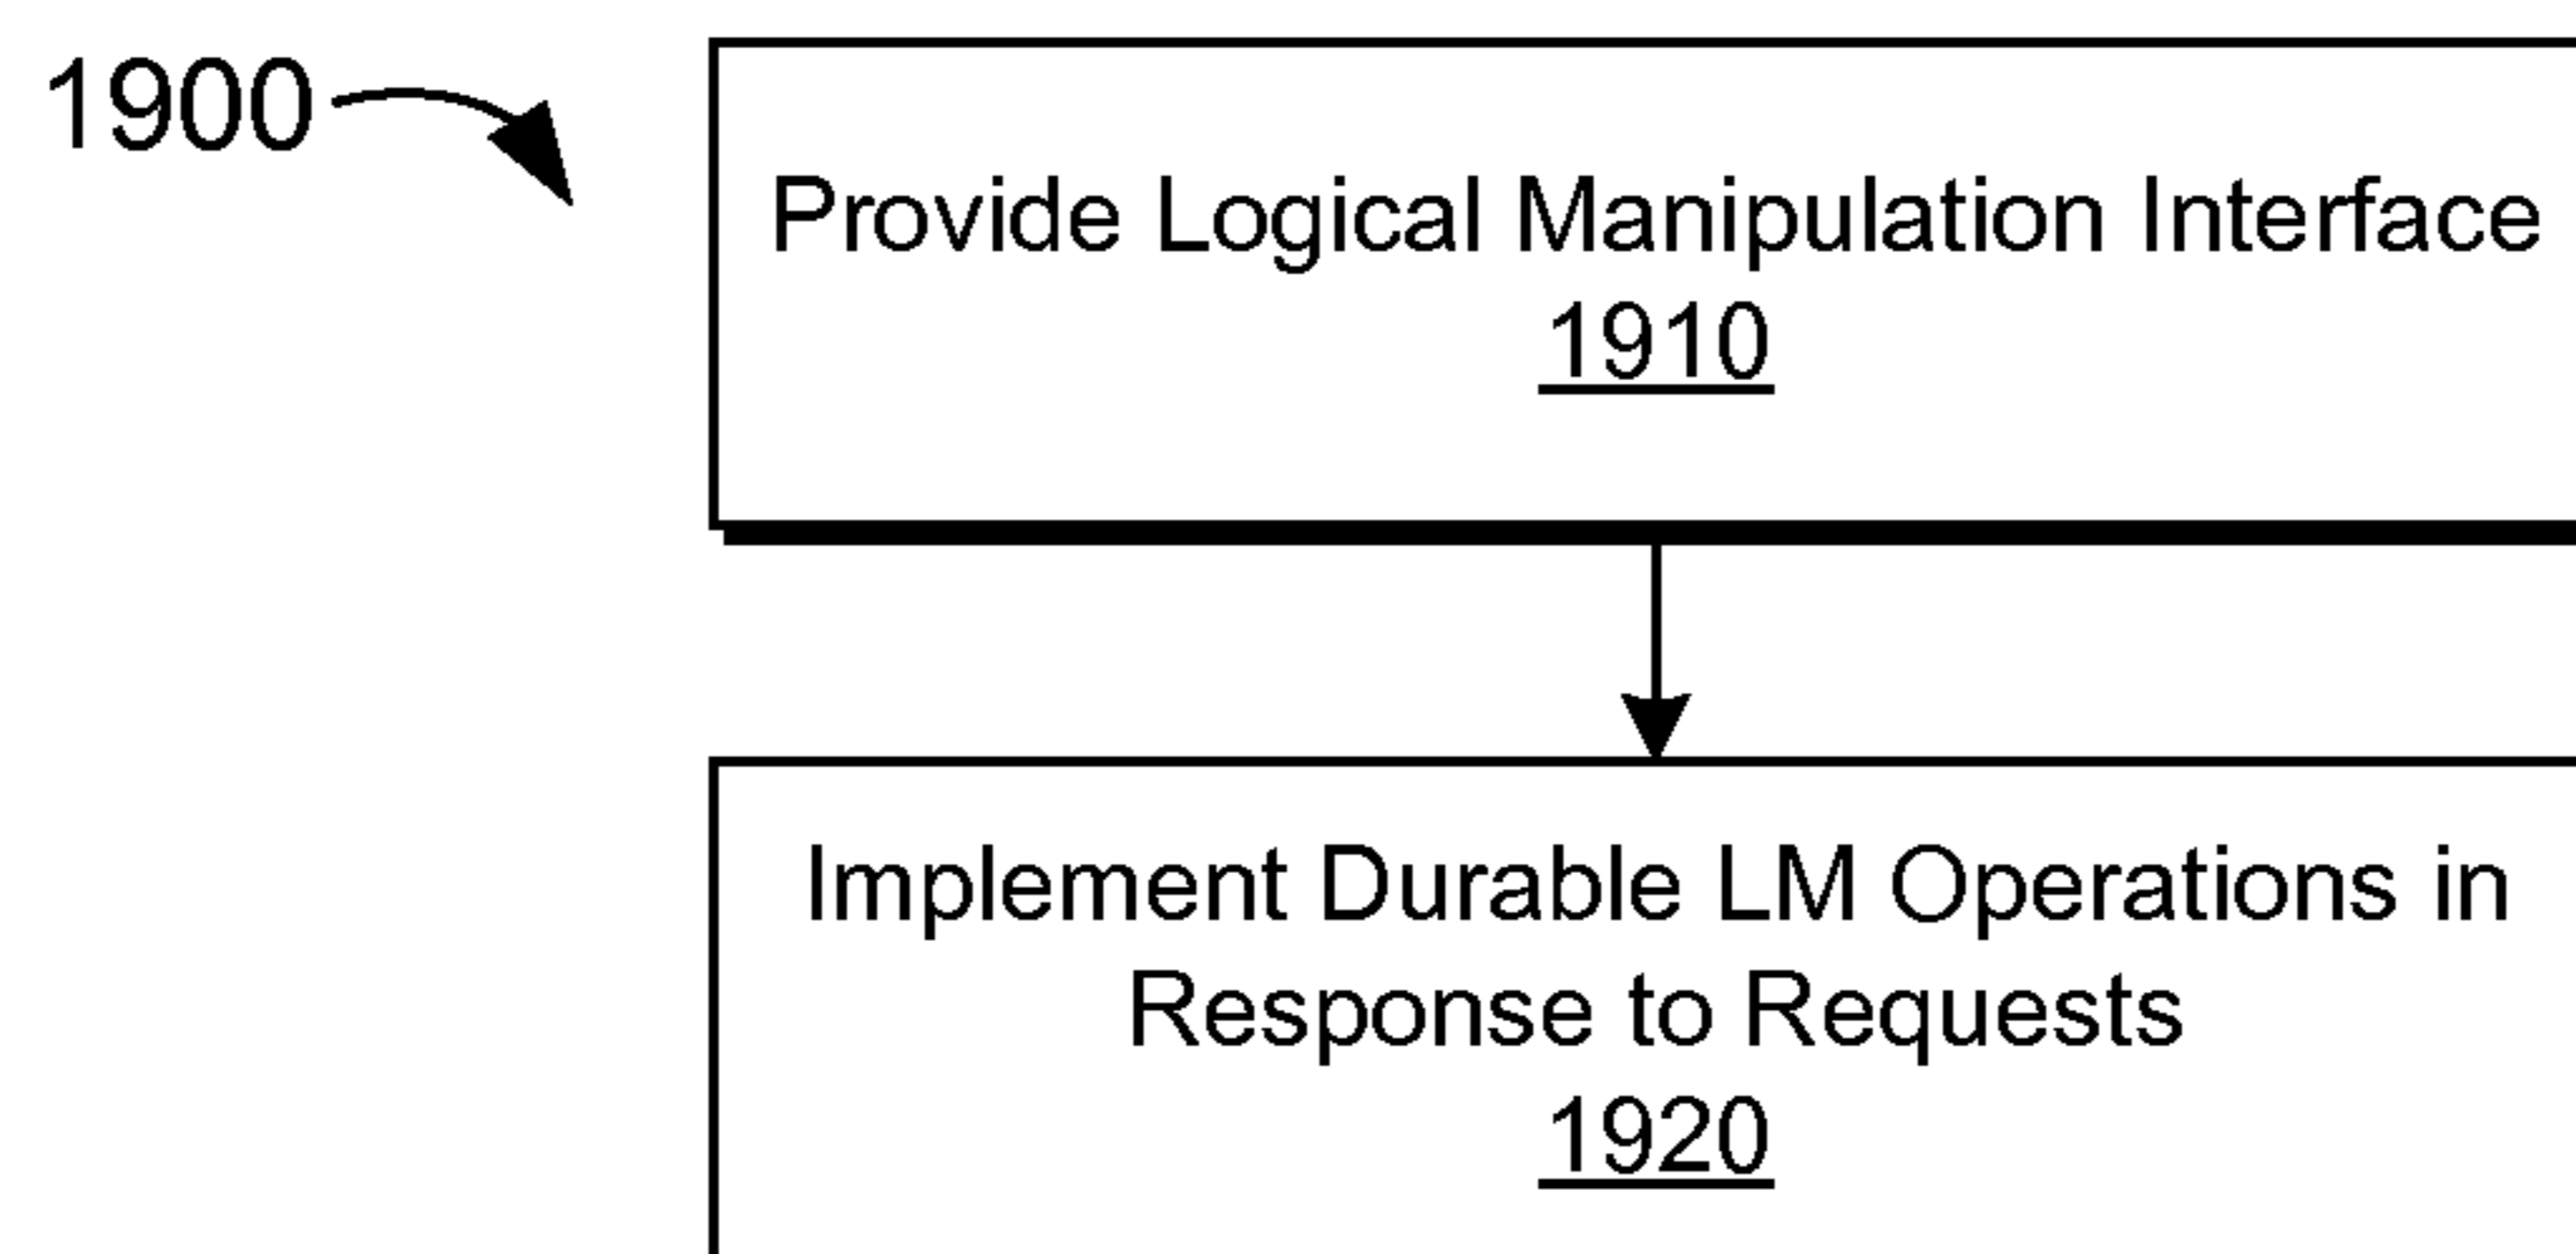 1900
Provide Logical Manipulation Interface
1910
Implement Durable LM Operations in
Response to Requests
1920